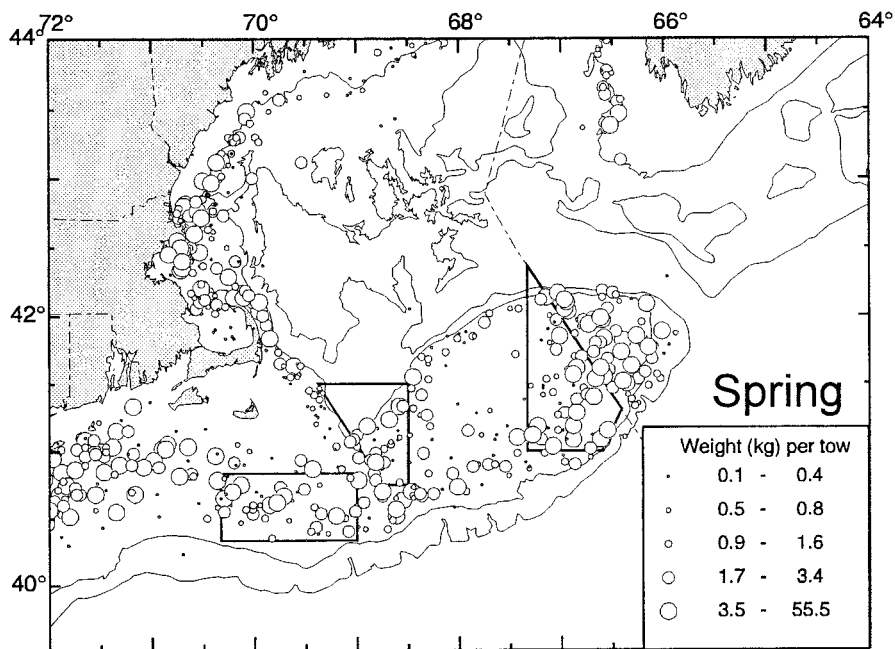 72° 70° 68° 66° 64°
44°
42°
40°
Spring
Weight (kg) per tow
0.1 - 0.4
0.5 - 0.8
0.9 - 1.6
1.7 - 3.4
3.5 - 55.5